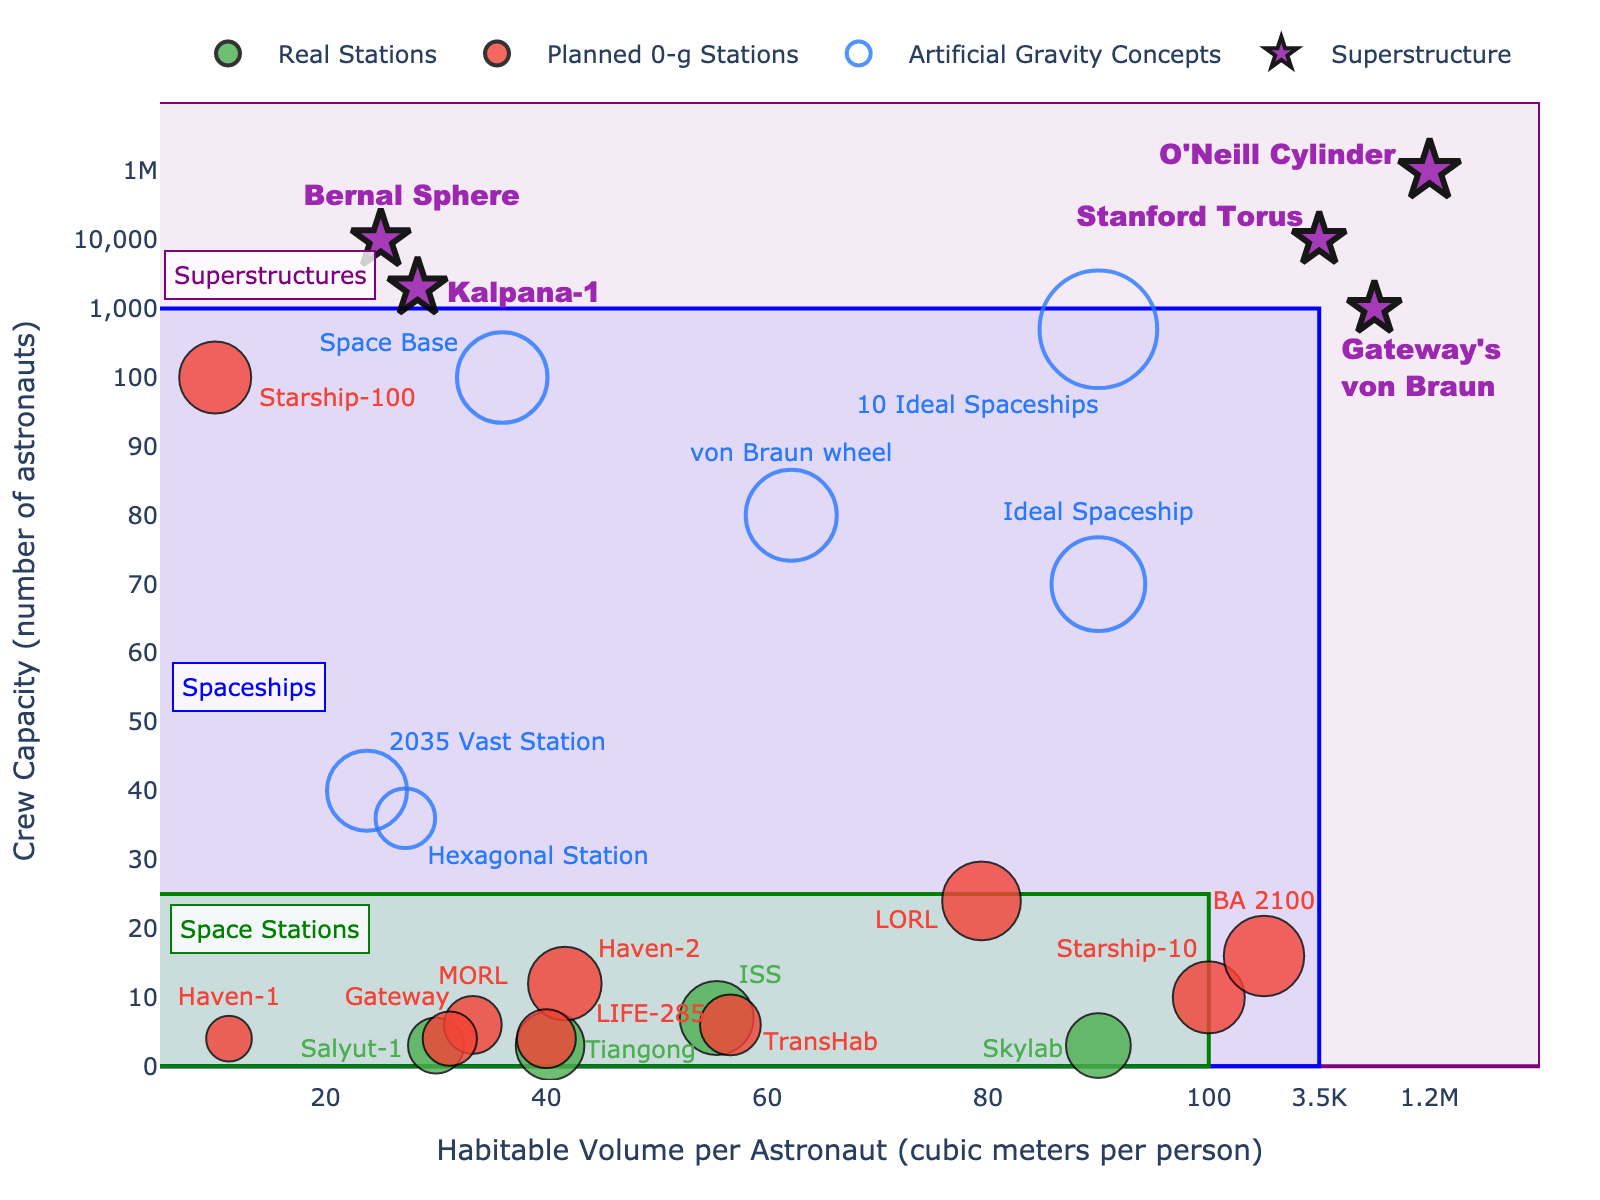 Real Stations
Planned 0-g Stations
Artificial Gravity Concepts
Superstructure
Crew Capacity (number of astronauts)
1M
10,000
1,000
100
90
80
70
60
50
40
30
20
10
0
O'Neill Cylinder
Bernal Sphere
Stanford Torus
Superstructures
Kalpana-1
Space Base
Gateway's
von Braun
Starship-100
10 Ideal Spaceships
von Braun wheel
Ideal Spaceship
Spaceships
2035 Vast Station
Hexagonal Station
BA 2100
LORL
Space Stations
Haven-2
Starship-10
MORL
ISS
Haven-1
Gateway
LIFE-285
TransHab
Salyut-1
Tiangong
Skylab
20
40
60
80
100
3.5K
1.2M
Habitable Volume per Astronaut (cubic meters per person)